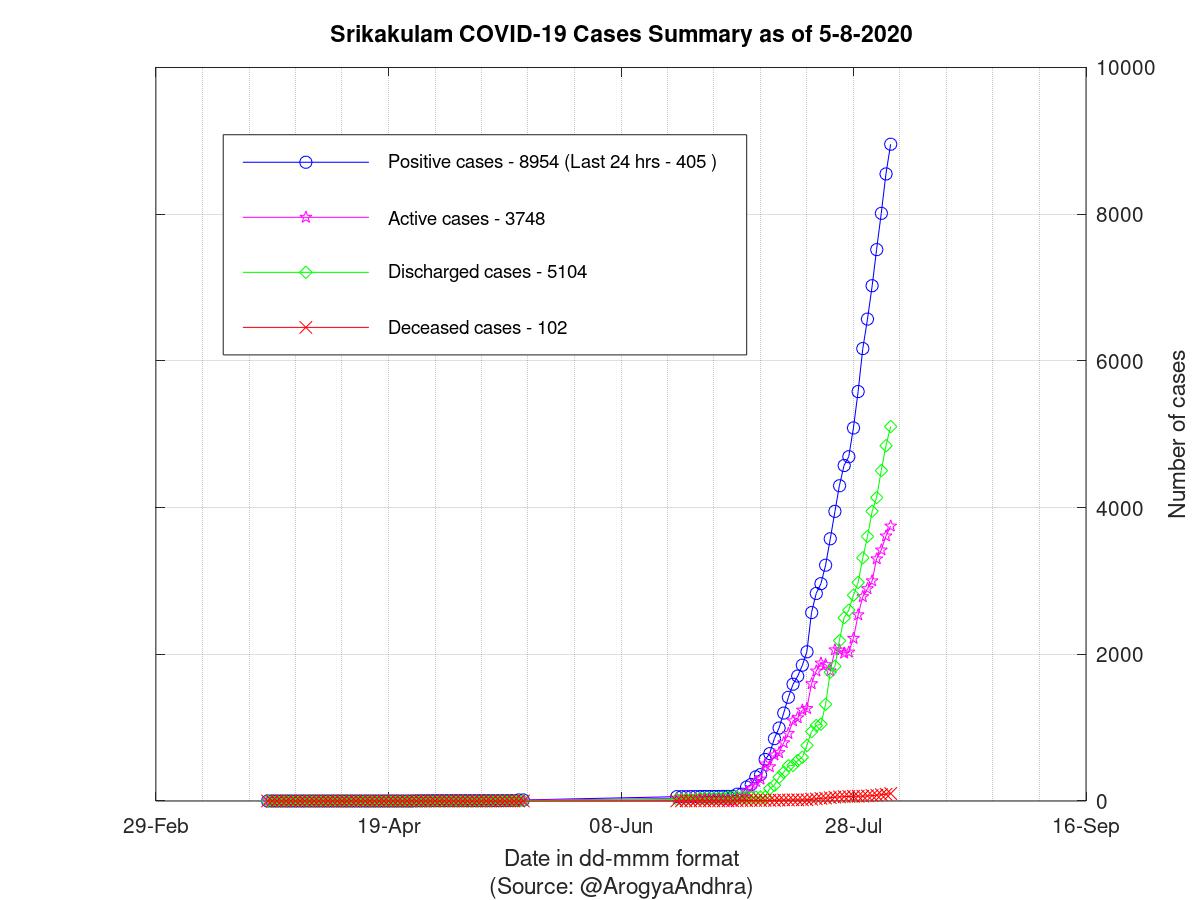 Srikakulam COVID-19 Cases Summary as of 5-8-2020
10000
Positive cases - 8954 (Last 24 hrs - 405 )
8000
Active cases - 3748
Discharged cases - 5104
Deceased cases - 102
6000
Number of cases
4000
2000
0
29-Feb 19-Apr 08-Jun 28-Jul 16-Sep
Date in dd-mmm format
(Source: @ArogyaAndhra)